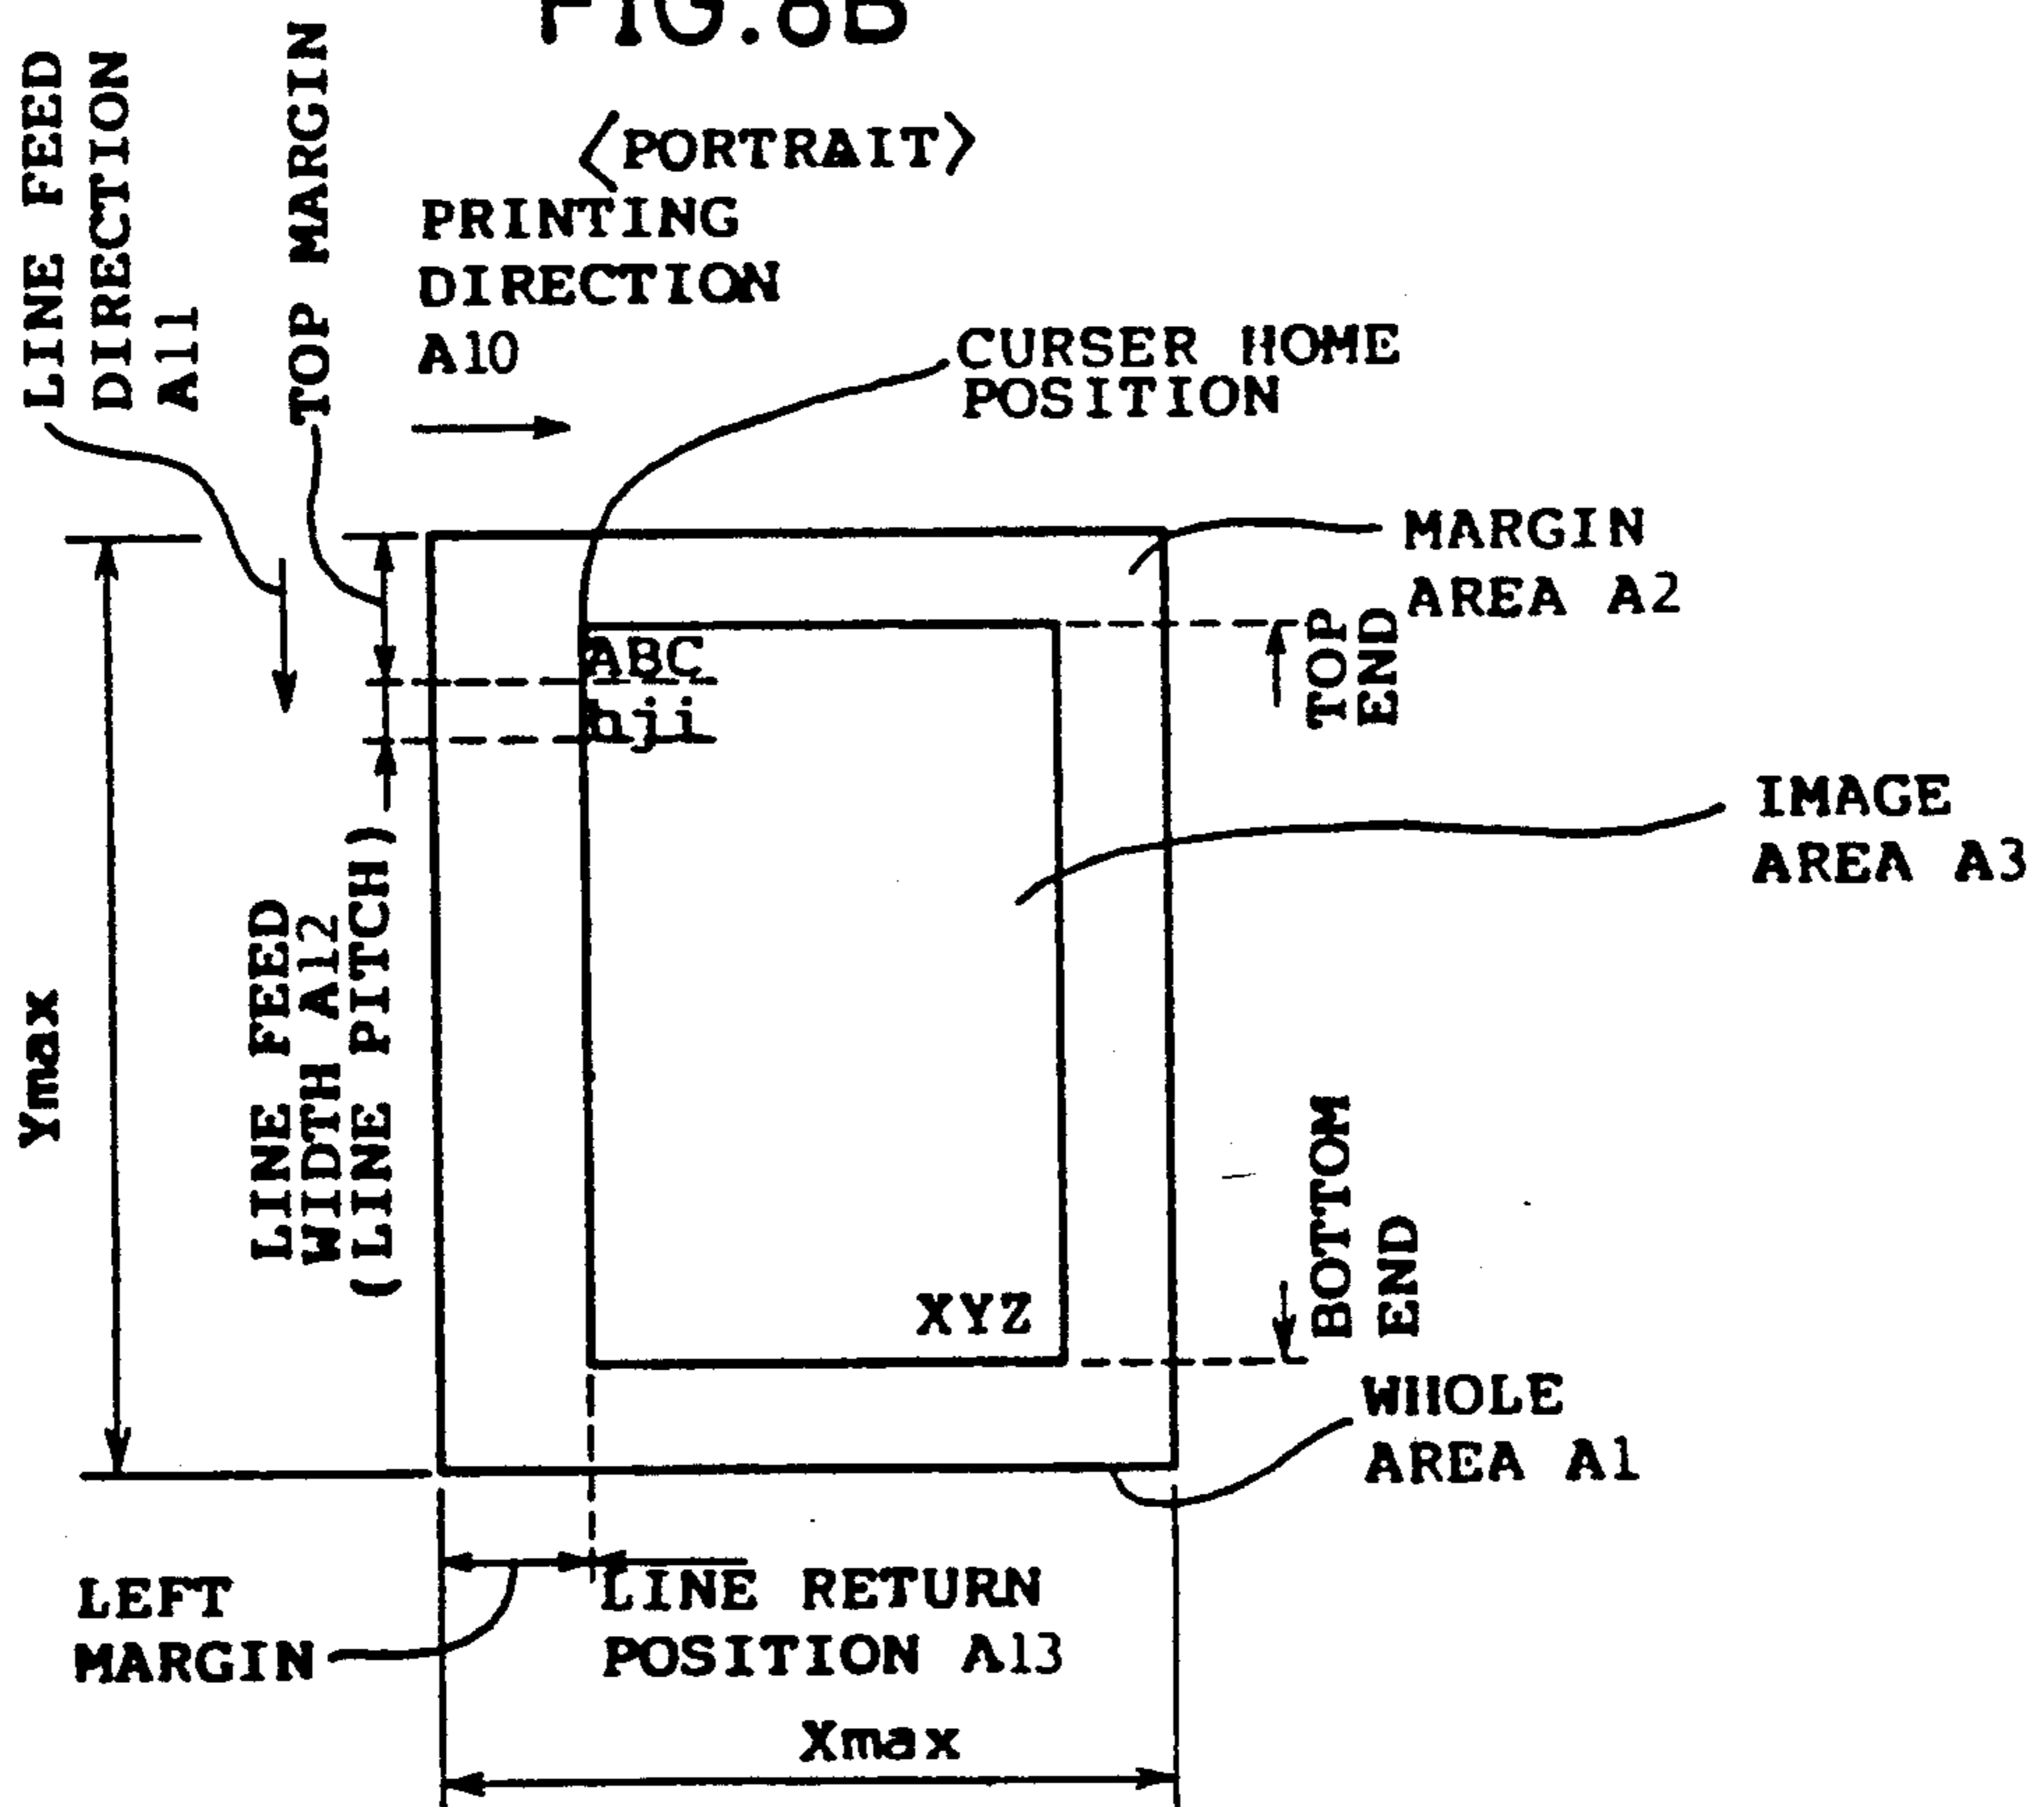 FIG.8B
<PORTRAIT>
LINE FEED
DIRECTION
A11
TOP MARGIN
PRINTING
DIRECTION
A10
CURSER HOME
POSITION
MARGIN
AREA A2
TOP
END
ABC
hji
IMAGE
AREA A3
Ymax
LINE FEED
WIDTH A12
(LINE PITCH)
BOTTOM
END
XYZ
WHOLE
AREA A1
LEFT
MARGIN
LINE RETURN
POSITION A13
Xmax